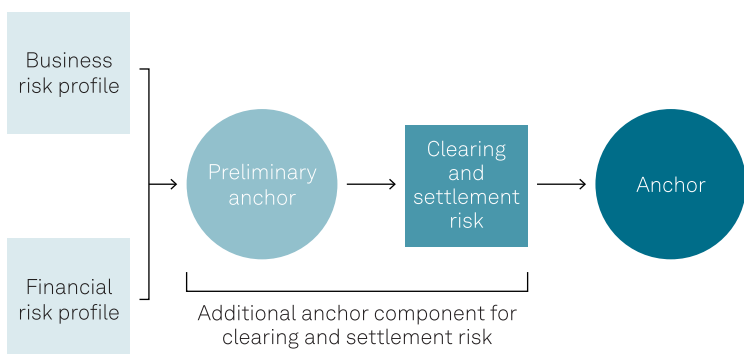 Business
risk profile
Financial
risk profile
Preliminary
anchor
Clearing
and
settlement
risk
Anchor
Additional anchor component for
clearing and settlement risk